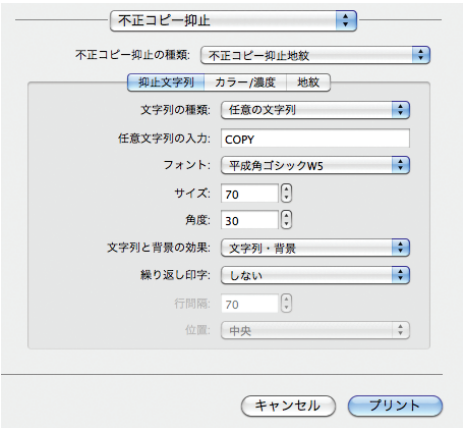 不正コピー抑止
不正コピー抑止の種類: 不正コピー抑止地紋
抑止文字列 カラー/濃度 地紋
文字列の種類: 任意の文字列
任意文字列の入力: COPY
フォント: 平成角ゴシックW5
サイズ: 70
角度: 30
文字列と背景の効果: 文字列・背景
繰り返し印字: しない
行間隔: 70
位置: 中央
キャンセル プリント